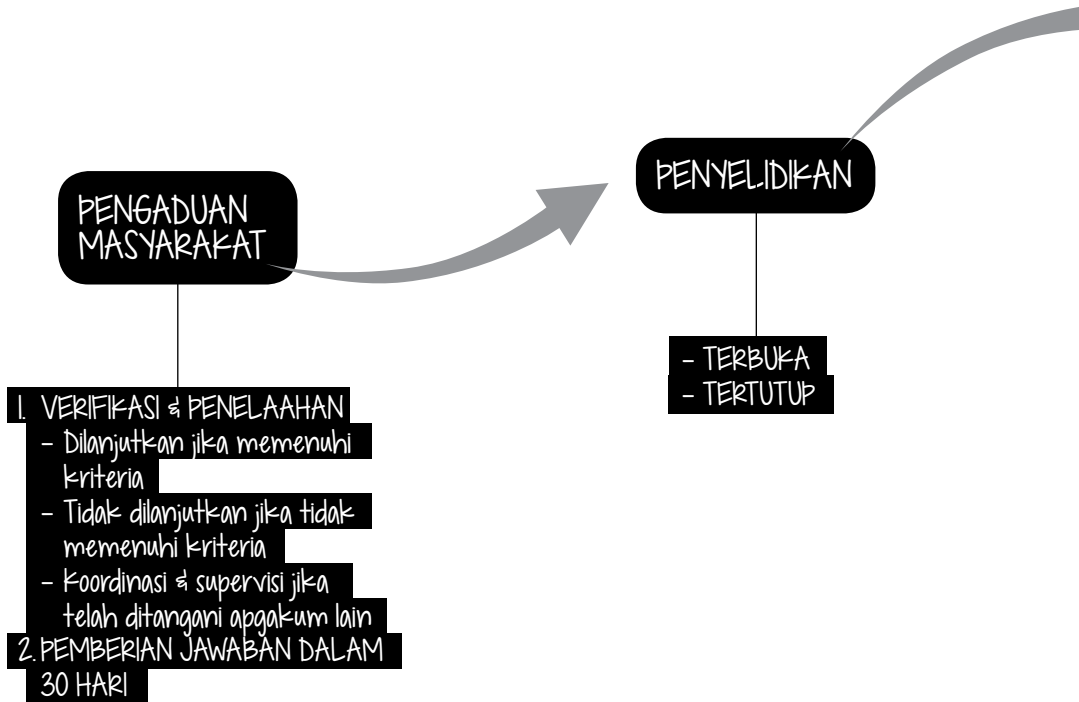 PENGADUAN
MASYARAKAT
1. VERIFIKASI & PENELAAHAN
- Dilanjutkan jika memenuhi
kriteria
- Tidak dilanjutkan jika tidak
memenuhi kriteria
- Koordinasi & supervisi jika
telah ditangani apgakum lain
2. PEMBERIAN JAWABAN DALAM
30 HARI
PENYELIDIKAN
- TERBUKA
- TERTUTUP